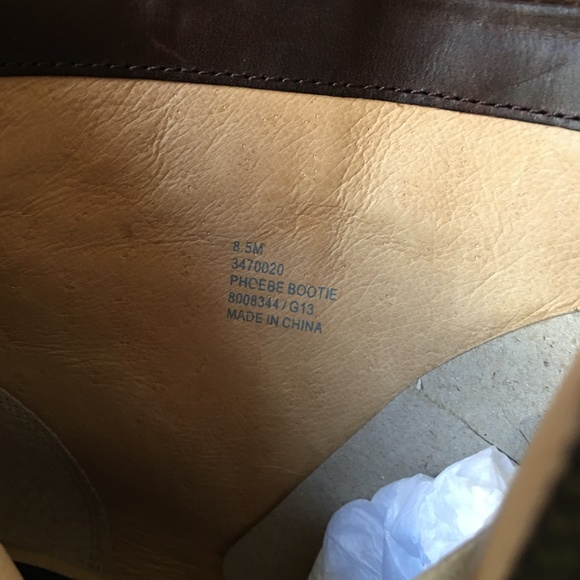 8.5M
3470020
PHOEBE BOOTIE
8008344 / G13
MADE IN CHINA